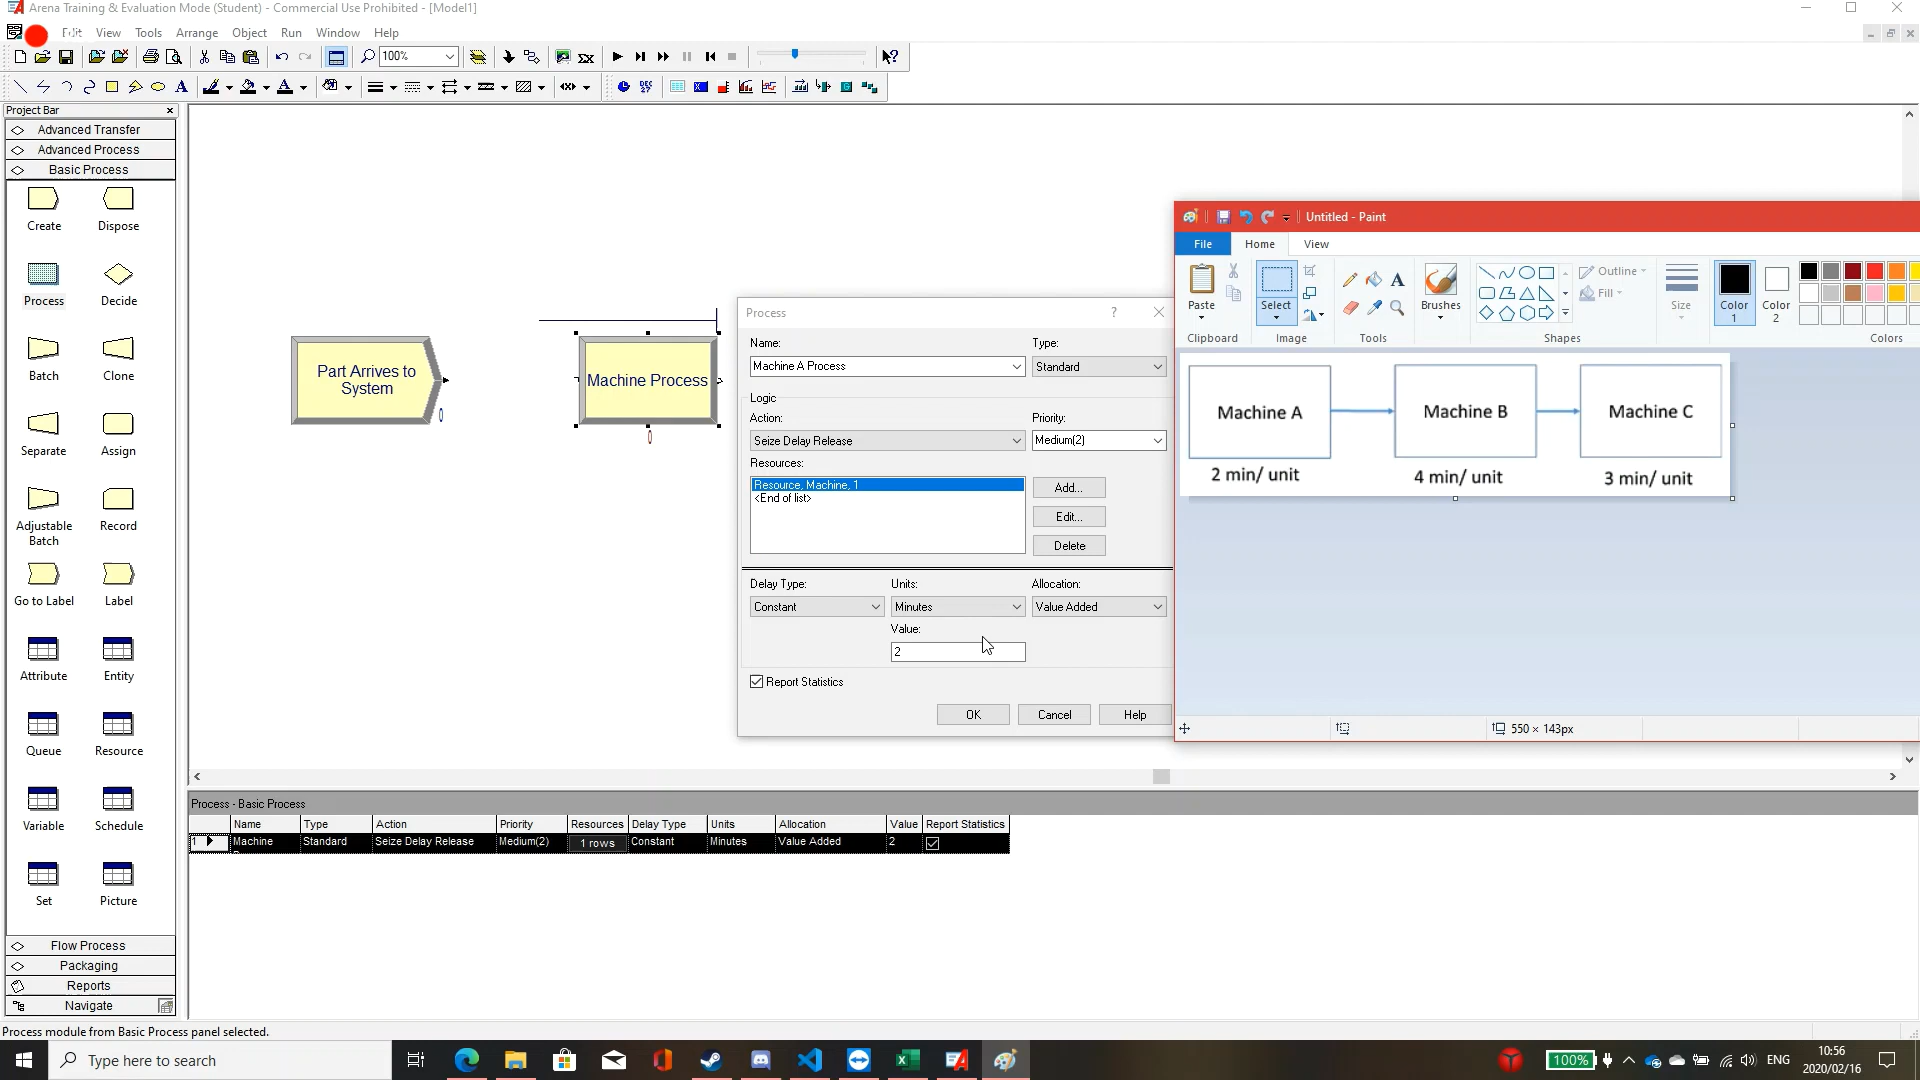 Arena Training & Evaluation Mode (Student) - Commercial Use Prohibited - [Model1]
View Tools Arrange Object Run Window Help
100%
Project Bar
Advanced Transfer
Advanced Process
Basic Process
Create Dispose
Process Decide
Batch Clone
Separate Assign
Adjustable Batch Record
Go to Label Label
Attribute Entity
Queue Resource
Variable Schedule
Set Picture
Flow Process
Packaging
Reports
Navigate
Part Arrives to
System
0
Machine Process
0
Process
Name: Type:
Machine A Process Standard
Logic
Action: Priority:
Seize Delay Release Medium(2)
Resources:
Resource, Machine, 1
<End of list>
Add...
Edit...
Delete
Delay Type: Units: Allocation:
Constant Minutes Value Added
Value:
2
Report Statistics
OK Cancel Help
Untitled - Paint
File Home View
Paste Select Brushes Outline Fill Size Color 1 Color 2
Clipboard Image Tools Shapes Colors
Machine A Machine B Machine C
2 min/ unit 4 min/ unit 3 min/ unit
550 × 143px
Process - Basic Process
Name Type Action Priority Resources Delay Type Units Allocation Value Report Statistics
1 Machine Standard Seize Delay Release Medium(2) 1 rows Constant Minutes Value Added 2
Process module from Basic Process panel selected.
Type here to search
100% ENG
10:56
2020/02/16